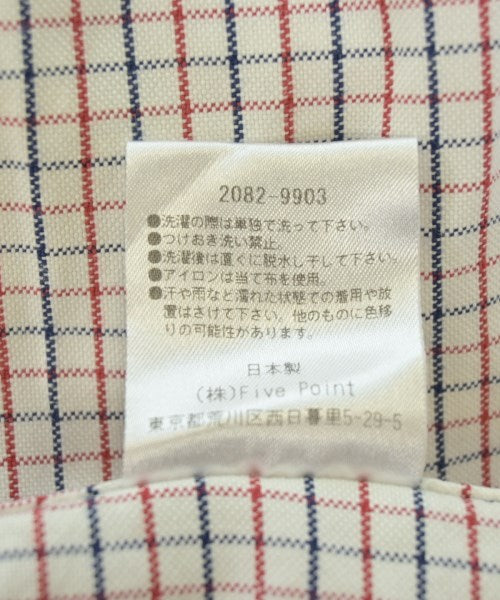 2082-9903
●洗濯の際は単独で洗って下さい。
●つけおき洗い禁止。
●洗濯後は直ぐに脱水し干して下さい。
●アイロンは当て布を使用。
●汗や雨など濡れた状態での着用や放
置はさけて下さい。他のものに色移
りの可能性があります。
日本製
(株)Five Point
東京都荒川区西日暮里5-29-5